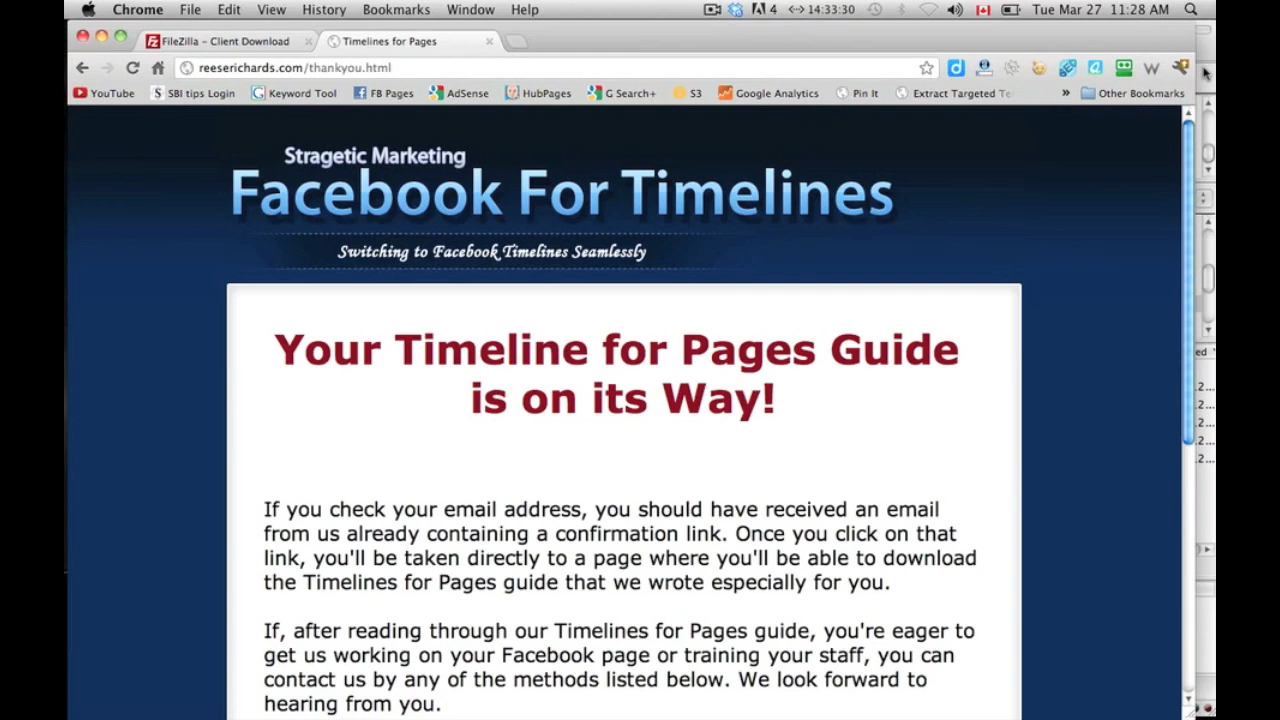 Chrome File Edit View History Bookmarks Window Help 4 14:33:30 Tue Mar 27 11:28 AM
FileZilla - Client Download Timelines for Pages
reeserichards.com/thankyou.html
YouTube SBI tips Login Keyword Tool FB Pages AdSense HubPages G Search+ S3 Google Analytics Pin It Extract Targeted » Other Bookmarks
Stragetic Marketing
Facebook For Timelines
Switching to Facebook Timelines Seamlessly
Your Timeline for Pages Guide
is on its Way!
If you check your email address, you should have received an email
from us already containing a confirmation link. Once you click on that
link, you'll be taken directly to a page where you'll be able to download
the Timelines for Pages guide that we wrote especially for you.
If, after reading through our Timelines for Pages guide, you're eager to
get us working on your Facebook page or training your staff, you can
contact us by any of the methods listed below. We look forward to
hearing from you.